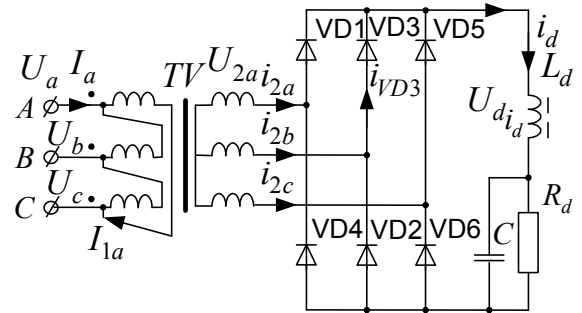 VD1 VD3 VD5 i_d
U_a I_a TV U_2a i_2a i_VD3 L_d
A U_b i_2b U_d i_d
B U_c i_2c
C I_1a VD4 VD2 VD6 C R_d